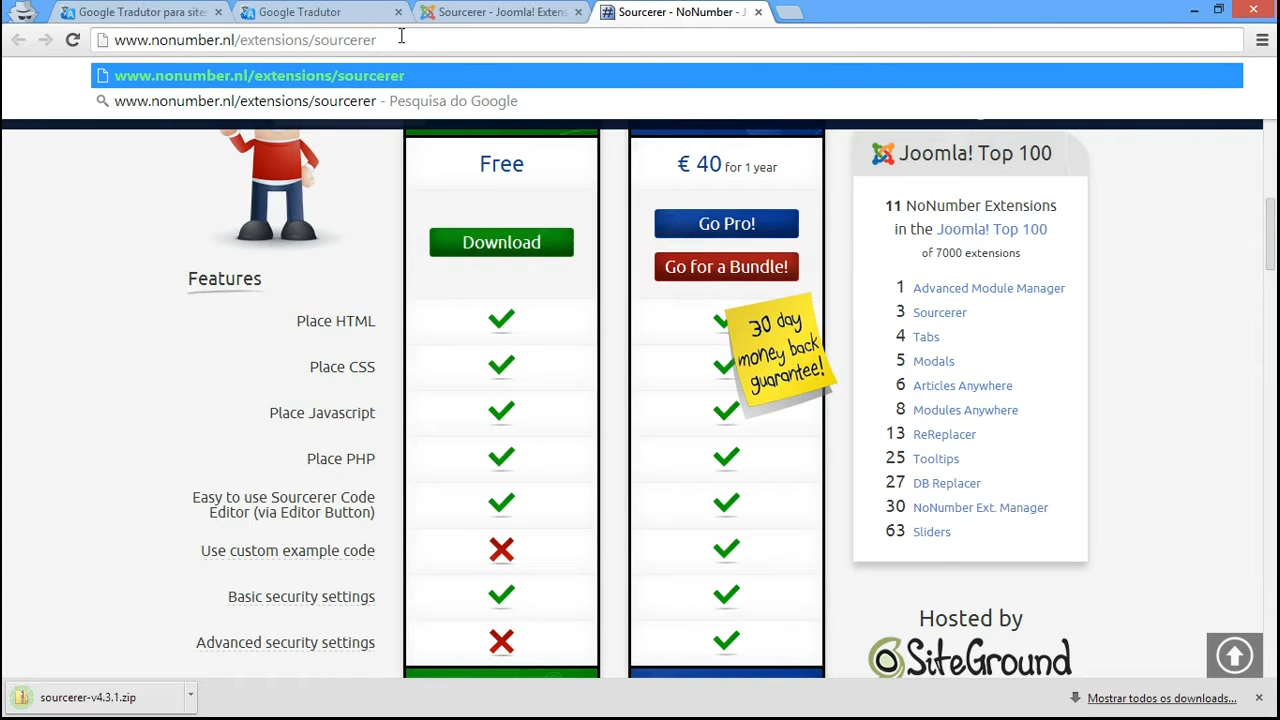 Google Tradutor para sites
Google Tradutor
Sourcerer - Joomla! Extens
Sourcerer - NoNumber - J
www.nonumber.nl/extensions/sourcerer
www.nonumber.nl/extensions/sourcerer
www.nonumber.nl/extensions/sourcerer - Pesquisa do Google
Free
€ 40 for 1 year
Download
Go Pro!
Go for a Bundle!
30 day
money back
guarantee!
Features
Place HTML
Place CSS
Place Javascript
Place PHP
Easy to use Sourcerer Code
Editor (via Editor Button)
Use custom example code
Basic security settings
Advanced security settings
Joomla! Top 100
11 NoNumber Extensions
in the Joomla! Top 100
of 7000 extensions
1 Advanced Module Manager
3 Sourcerer
4 Tabs
5 Modals
6 Articles Anywhere
8 Modules Anywhere
13 ReReplacer
25 Tooltips
27 DB Replacer
30 NoNumber Ext. Manager
63 Sliders
Hosted by
SiteGround
sourcerer-v4.3.1.zip
Mostrar todos os downloads...